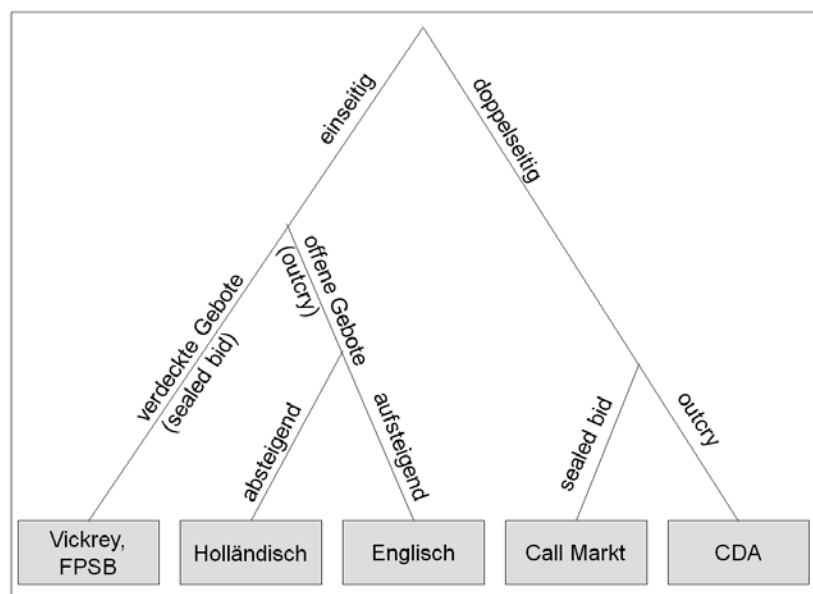 einseitig
doppelseitig
verdeckte Gebote
(sealed bid)
offene Gebote
(outcry)
absteigend
aufsteigend
sealed bid
outcry
Vickrey,
FPSB
Holländisch
Englisch
Call Markt
CDA